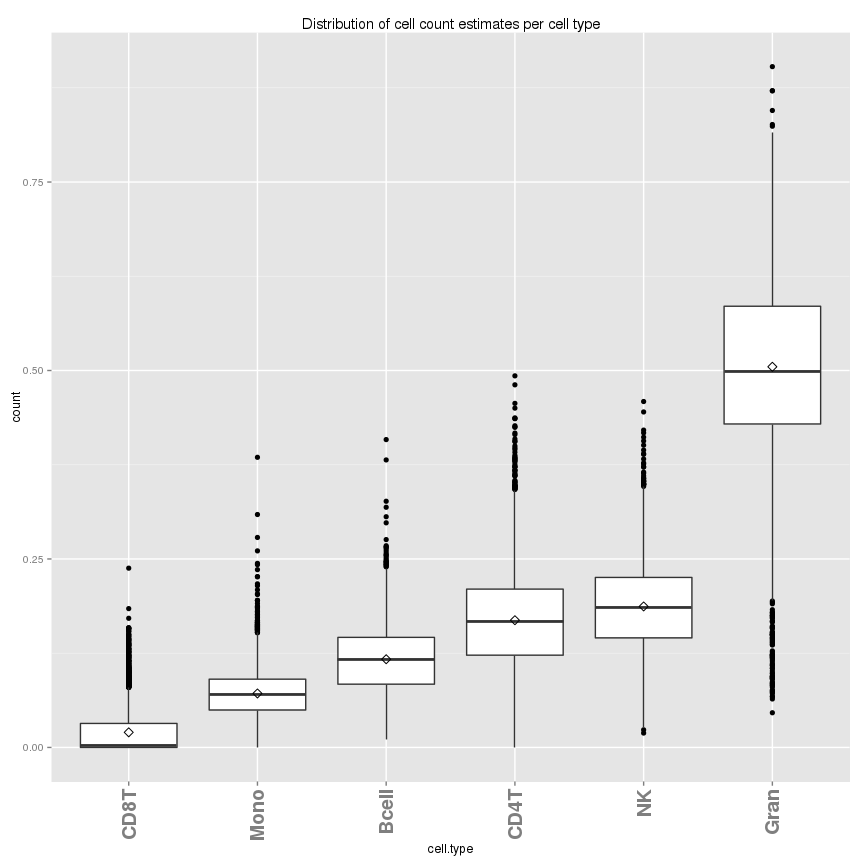 Distribution of cell count estimates per cell type
0.75
0.50
0.25
0.00
count
CD8T
Mono
Bcell
CD4T
NK
Gran
cell.type